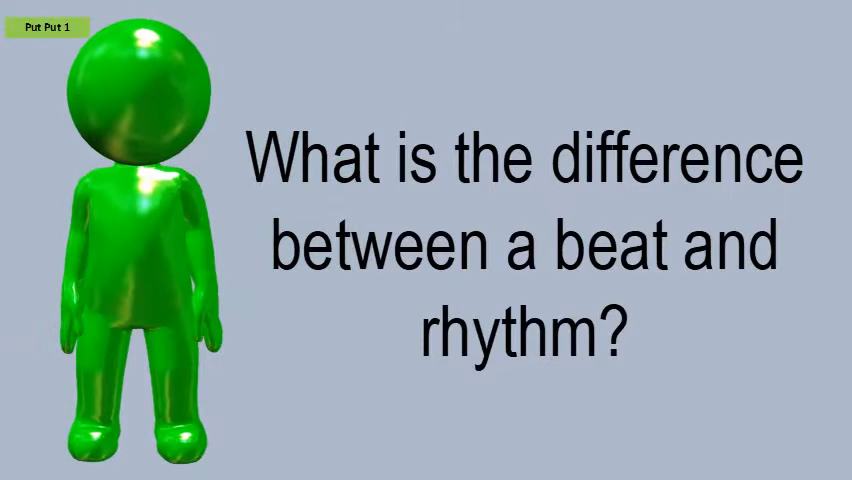 Put Put 1
What is the difference
between a beat and
rhythm?